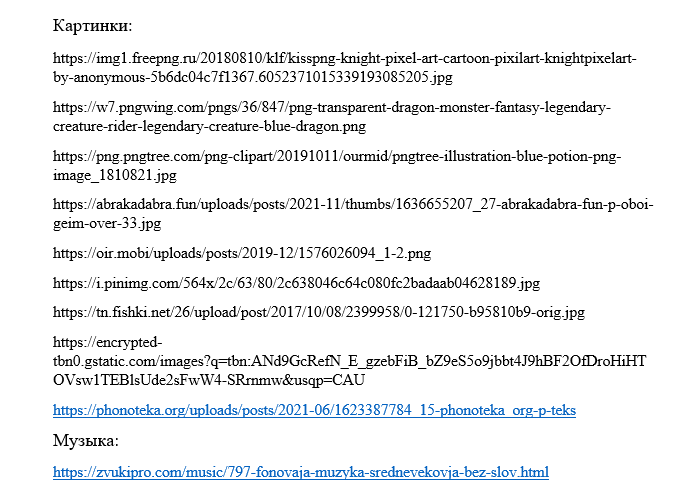 Картинки:
https://img1.freepng.ru/20180810/klf/kisspng-knight-pixel-art-cartoon-pixilart-knightpixelart-
by-anonymous-5b6dc04c7f1367.6052371015339193085205.jpg
https://w7.pngwing.com/pngs/36/847/png-transparent-dragon-monster-fantasy-legendary-
creature-rider-legendary-creature-blue-dragon.png
https://png.pngtree.com/png-clipart/20191011/ourmid/pngtree-illustration-blue-potion-png-
image_1810821.jpg
https://abrakadabra.fun/uploads/posts/2021-11/thumbs/1636655207_27-abrakadabra-fun-p-oboi-
geim-over-33.jpg
https://oir.mobi/uploads/posts/2019-12/1576026094_1-2.png
https://i.pinimg.com/564x/2c/63/80/2c638046c64c080fc2badaab04628189.jpg
https://tn.fishki.net/26/upload/post/2017/10/08/2399958/0-121750-b95810b9-orig.jpg
https://encrypted-
tbn0.gstatic.com/images?q=tbn:ANd9GcRefN_E_gzebFiB_bZ9eS5o9jbbt4J9hBF2OfDroHiHT
OVsw1TEBlsUde2sFwW4-SRrnmw&usqp=CAU
https://phonoteka.org/uploads/posts/2021-06/1623387784_15-phonoteka_org-p-teks
Музыка:
https://zvukipro.com/music/797-fonovaja-muzyka-srednevekovja-bez-slov.html